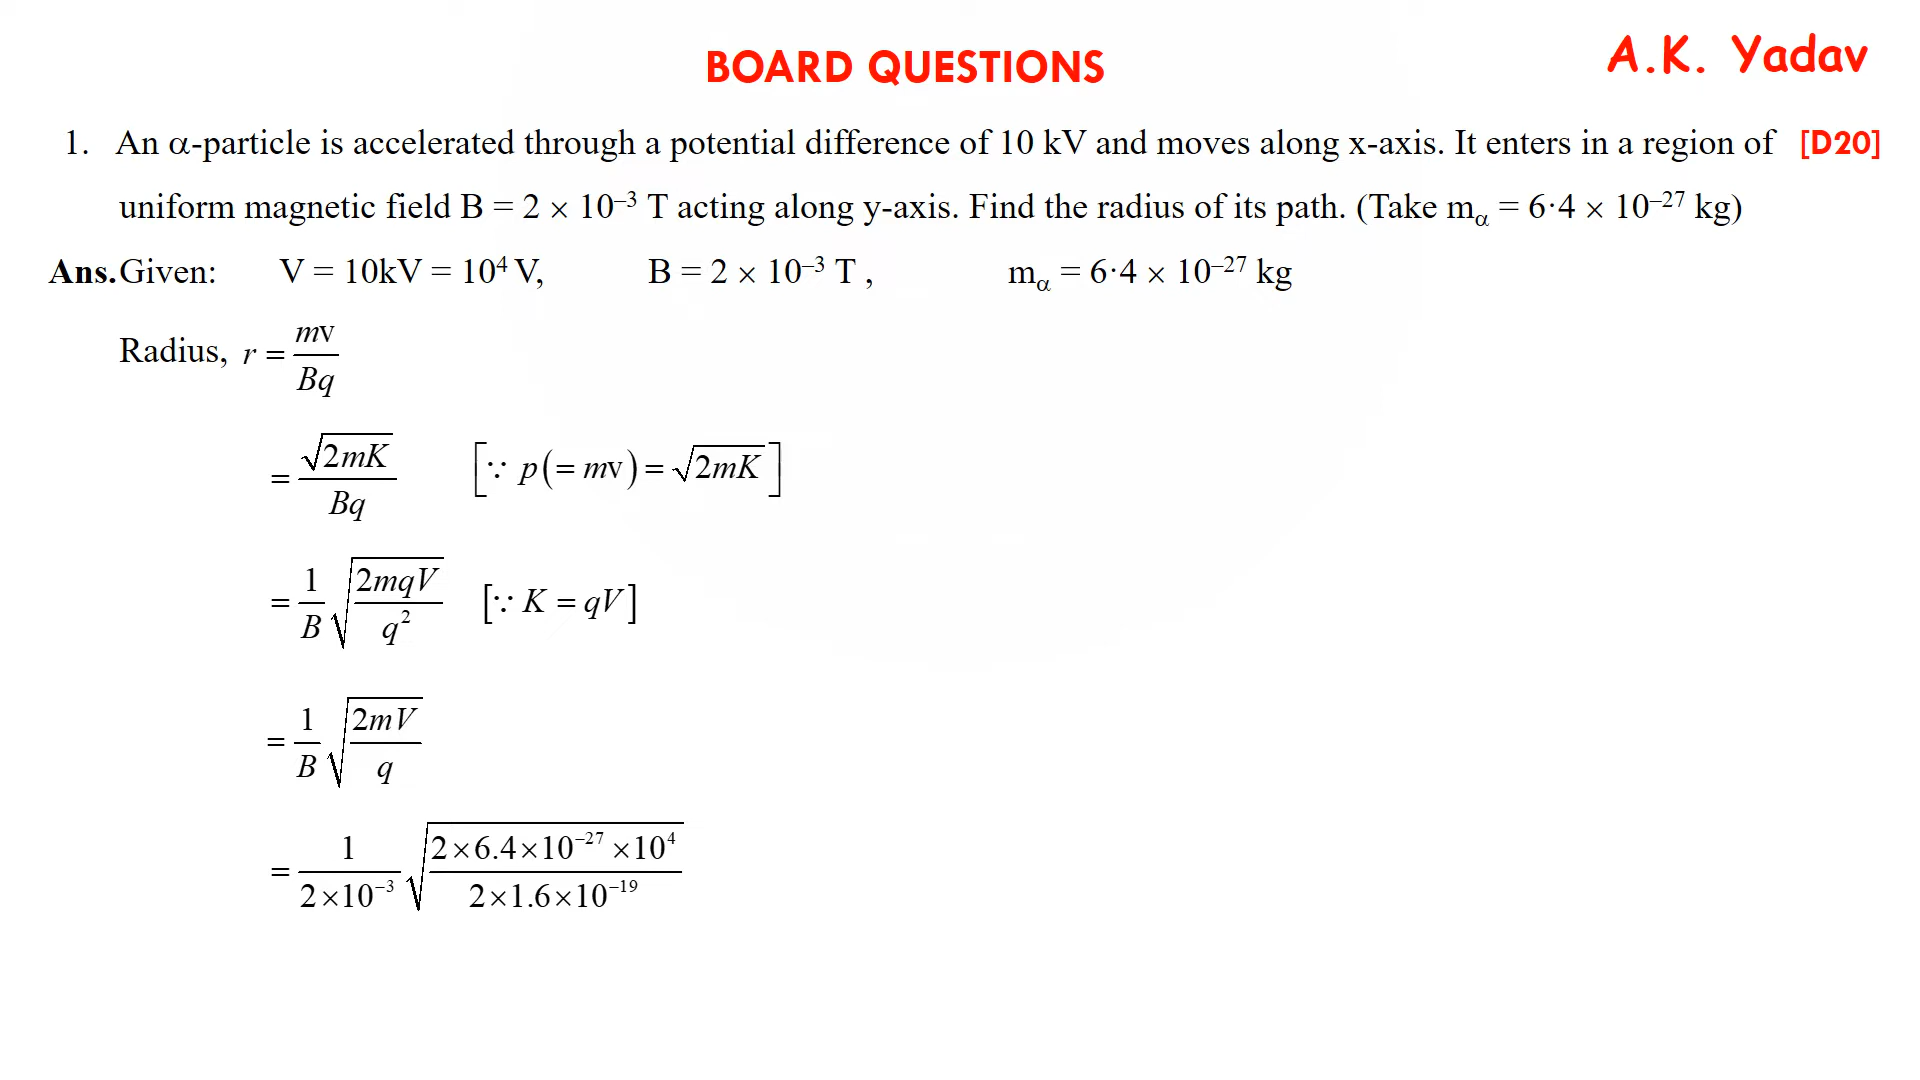 BOARD QUESTIONS
A.K. Yadav
1. An α-particle is accelerated through a potential difference of 10 kV and moves along x-axis. It enters in a region of [D20]
uniform magnetic field B = 2 × 10⁻³ T acting along y-axis. Find the radius of its path. (Take m_α = 6·4 × 10⁻²⁷ kg)
Ans. Given: V = 10kV = 10⁴ V, B = 2 × 10⁻³ T , m_α = 6·4 × 10⁻²⁷ kg
Radius, r = mv / Bq
= √(2mK) / Bq [∵ p(= mv) = √(2mK)]
= 1/B √(2mqV / q²) [∵ K = qV]
= 1/B √(2mV / q)
= 1/(2×10⁻³) √((2×6.4×10⁻²⁷×10⁴) / (2×1.6×10⁻¹⁹))